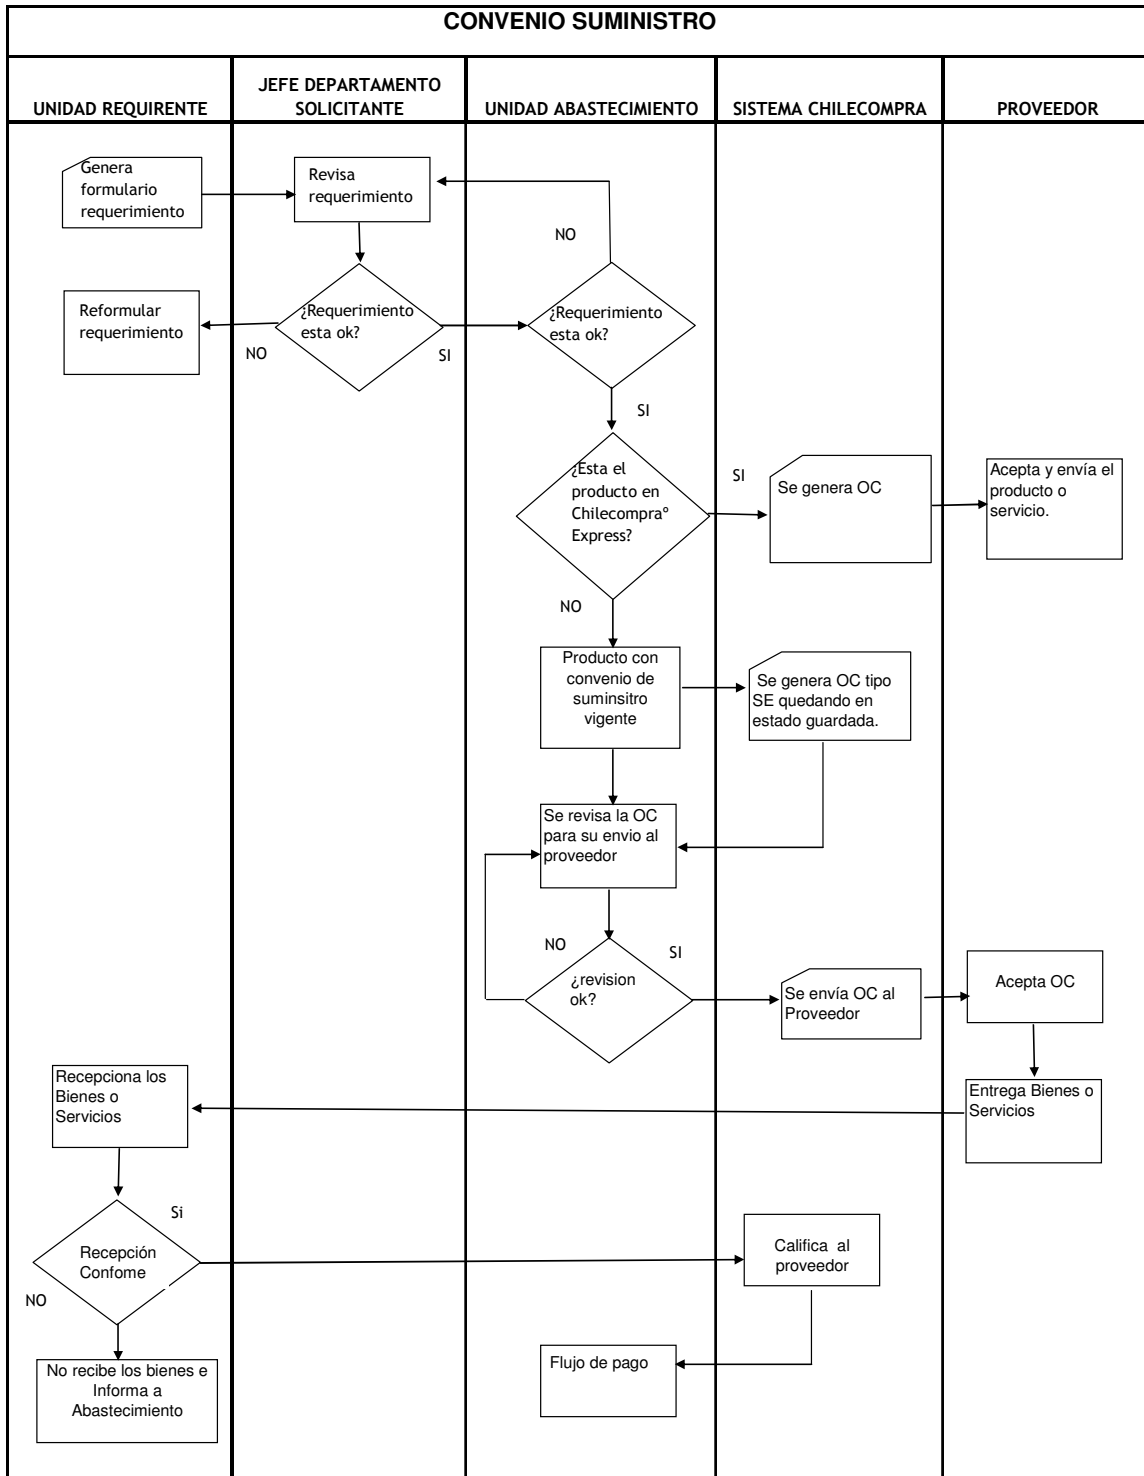 CONVENIO SUMINISTRO
UNIDAD REQUIRENTE
JEFE DEPARTAMENTO
SOLICITANTE
UNIDAD ABASTECIMIENTO
SISTEMA CHILECOMPRA
PROVEEDOR
Genera
formulario
requerimiento
Revisa
requerimiento
NO
Reformular
requerimiento
NO
¿Requerimiento
esta ok?
SI
¿Requerimiento
esta ok?
SI
¿Esta el
producto en
Chilecompraº
Express?
SI
Se genera OC
Acepta y envía el
producto o
servicio.
NO
Producto con
convenio de
suminsitro
vigente
Se genera OC tipo
SE quedando en
estado guardada.
Se revisa la OC
para su envio al
proveedor
NO
SI
¿revision
ok?
Se envía OC al
Proveedor
Acepta OC
Recepciona los
Bienes o
Servicios
Entrega Bienes o
Servicios
Si
Recepción
Confome
NO
Califica al
proveedor
No recibe los bienes e
Informa a
Abastecimiento
Flujo de pago